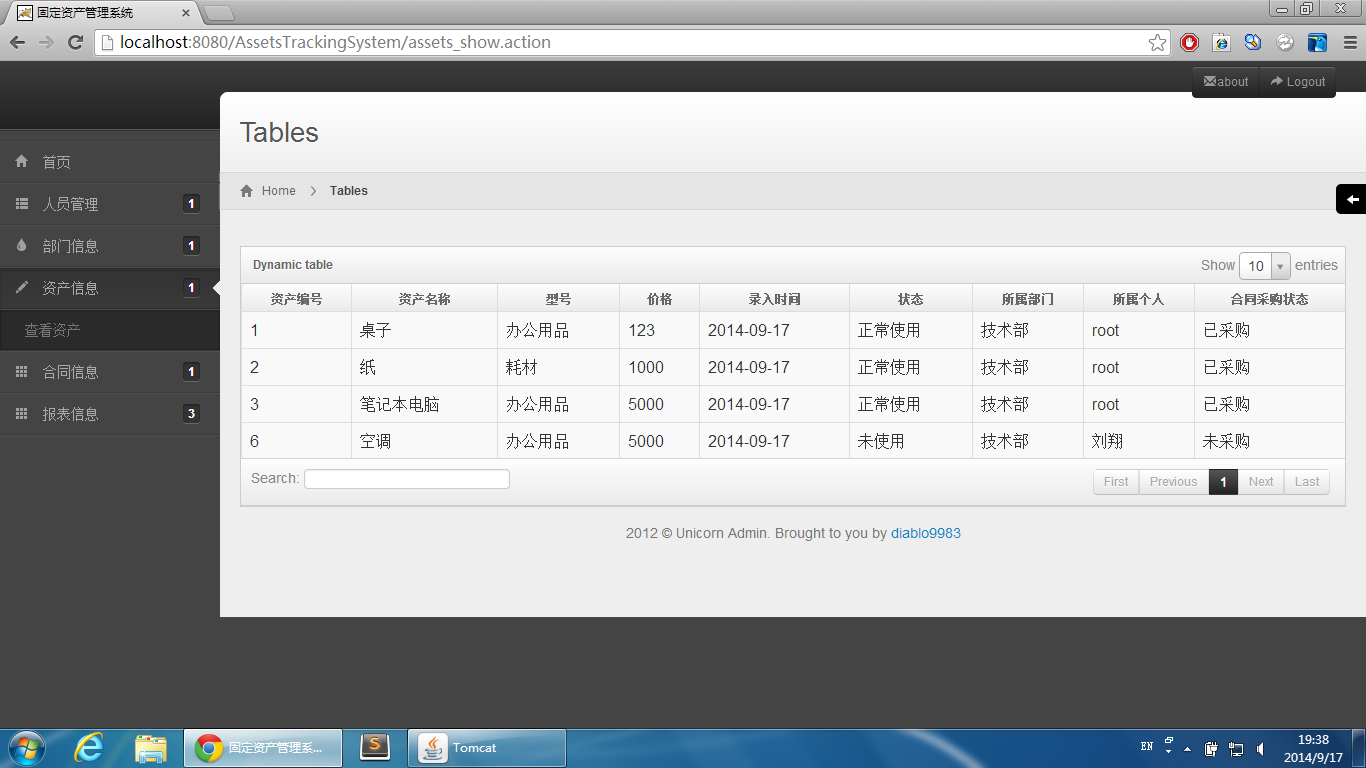 固定资产管理系统
localhost:8080/AssetsTrackingSystem/assets_show.action
about Logout
Tables
Home Tables
首页
人员管理 1
部门信息 1
资产信息 1
查看资产
合同信息 1
报表信息 3
Dynamic table Show 10 entries
资产编号 资产名称 型号 价格 录入时间 状态 所属部门 所属个人 合同采购状态
1 桌子 办公用品 123 2014-09-17 正常使用 技术部 root 已采购
2 纸 耗材 1000 2014-09-17 正常使用 技术部 root 已采购
3 笔记本电脑 办公用品 5000 2014-09-17 正常使用 技术部 root 已采购
6 空调 办公用品 5000 2014-09-17 未使用 技术部 刘翔 未采购
Search: First Previous 1 Next Last
2012 © Unicorn Admin. Brought to you by diablo9983
固定资产管理系... Tomcat EN 19:38
2014/9/17